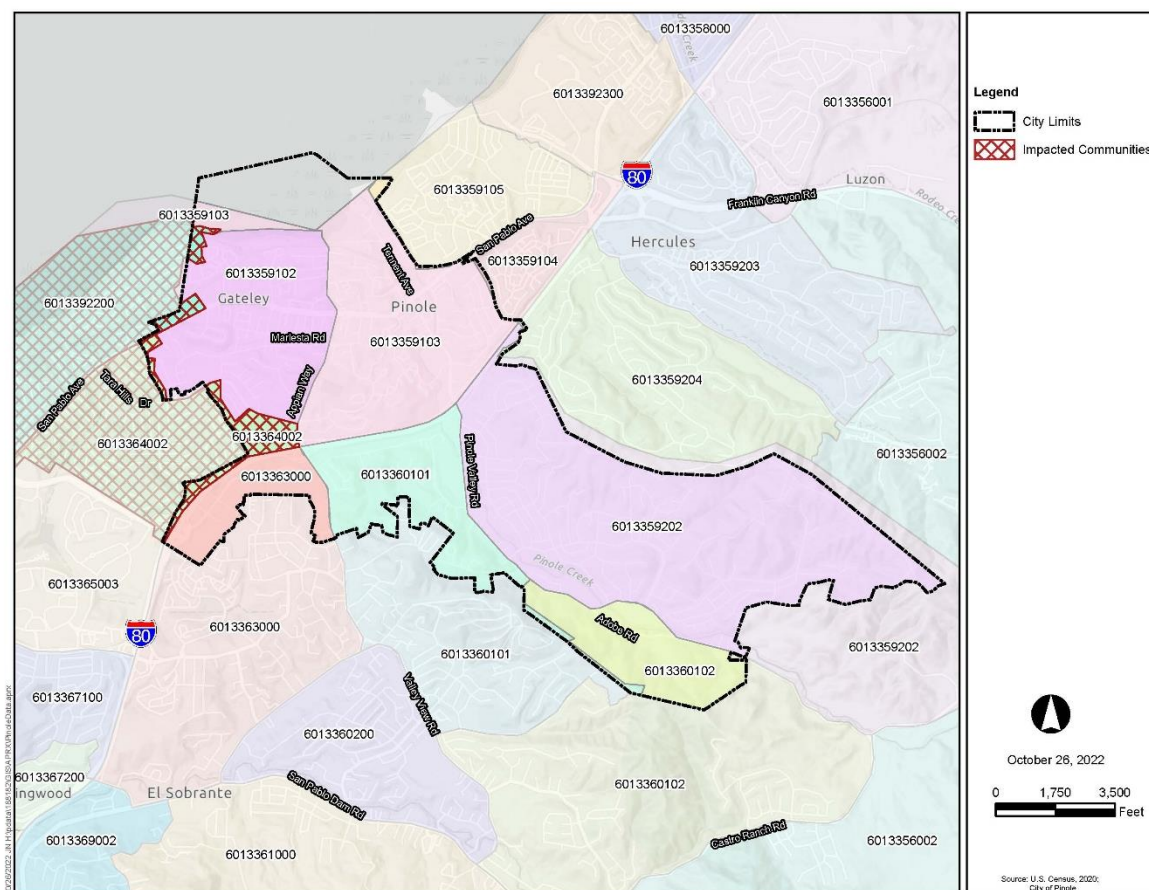 6013358000
6013392300
6013356001
Legend
City Limits
Impacted Communities
80
Luzon
6013359105
Franklin Canyon Rd
6013359103
San Pablo Ave
Hercules
6013359104
6013359203
6013359102
Tennent Ave
Gateley
Pinole
6013392200
Marlesta Rd
6013359103
6013359204
San Pablo Ave
Tara Hills
Dr
Appian Way
6013364002
6013364002
6013356002
6013363000
6013360101
Pinole Valley Rd
6013359202
Pinole Creek
6013365003
80
6013363000
Adobe Rd
6013359202
6013360101
6013360102
6013367100
Valley View Rd
6013360200
October 26, 2022
6013367200
ingwood
El Sobrante
San Pablo Dam Rd
6013360102
0 1,750 3,500
Feet
6013369002
6013361000
Castro Ranch Rd
6013356002
Source: U.S. Census, 2020;
City of Pinole